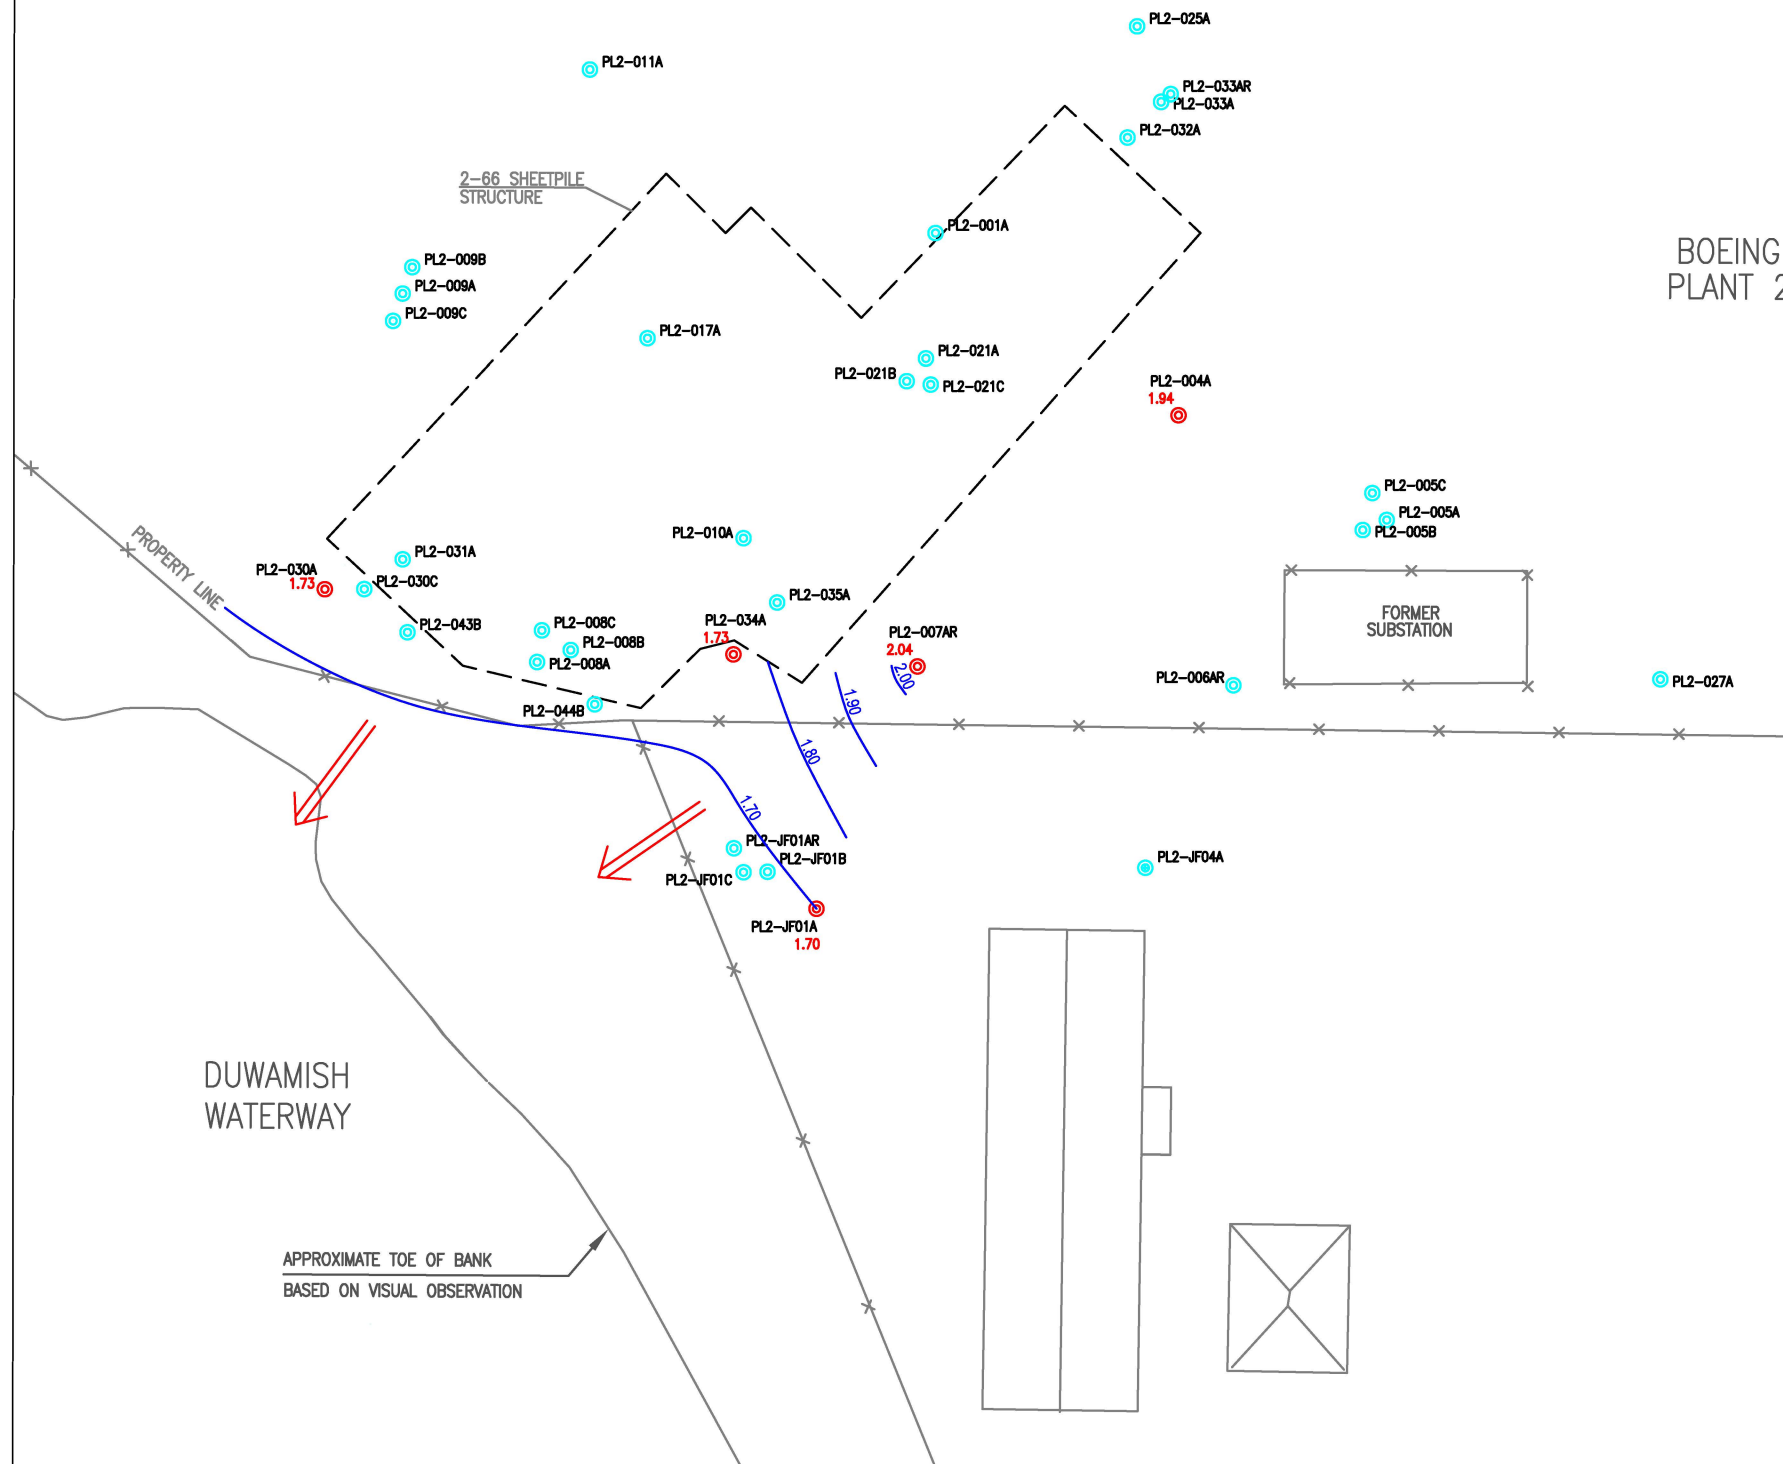 PL2-025A
PL2-011A
PL2-033AR
PL2-033A
PL2-032A
2-66 SHEETPILE
STRUCTURE
PL2-001A
BOEING
PLANT 2
PL2-009B
PL2-009A
PL2-009C
PL2-017A
PL2-021A
PL2-021B
PL2-021C
PL2-004A
1.94
PL2-005C
PL2-005A
PL2-005B
PROPERTY LINE
PL2-010A
PL2-031A
PL2-030A
1.73
PL2-030C
PL2-035A
FORMER
SUBSTATION
PL2-043B
PL2-008C
PL2-008B
PL2-008A
PL2-034A
1.73
PL2-007AR
2.04
2.00
PL2-006AR
PL2-027A
PL2-044B
1.90
1.80
1.70
PL2-JF01AR
PL2-JF01B
PL2-JF01C
PL2-JF04A
PL2-JF01A
1.70
DUWAMISH
WATERWAY
APPROXIMATE TOE OF BANK
BASED ON VISUAL OBSERVATION